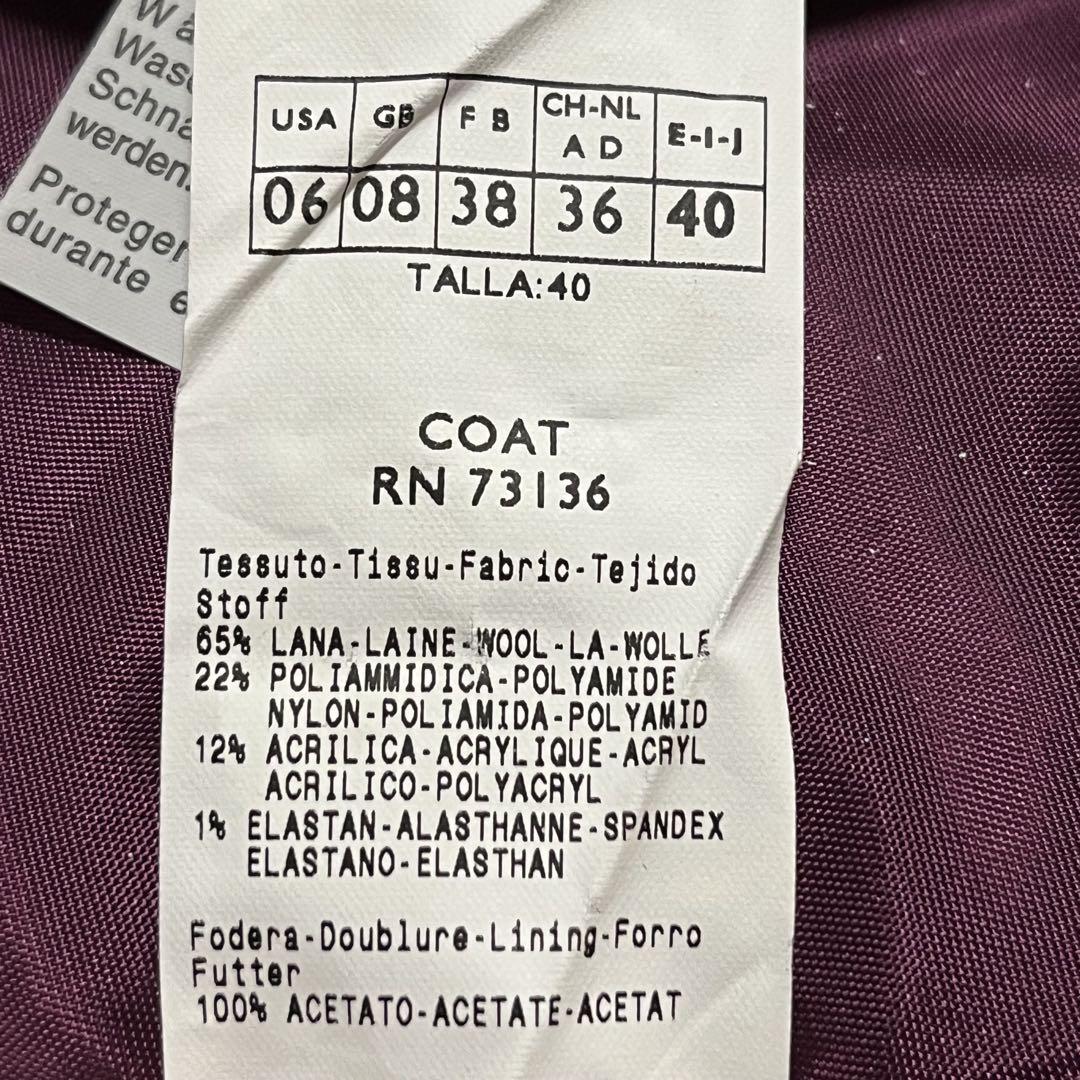 Schna
werden.
Proteger
durante e
USA GB F B CH-NL A D E-I-J
06 08 38 36 40
TALLA:40
COAT
RN 73136
Tessuto-Tissu-Fabric-Tejido
Stoff
65% LANA-LAINE-WOOL-LA-WOLLE
22% POLIAMMIDICA-POLYAMIDE
NYLON-POLIAMIDA-POLYAMID
12% ACRILICA-ACRYLIQUE-ACRYL
ACRILICO-POLYACRYL
1% ELASTAN-ALASTHANNE-SPANDEX
ELASTANO-ELASTHAN
Fodera-Doublure-Lining-Forro
Futter
100% ACETATO-ACETATE-ACETAT